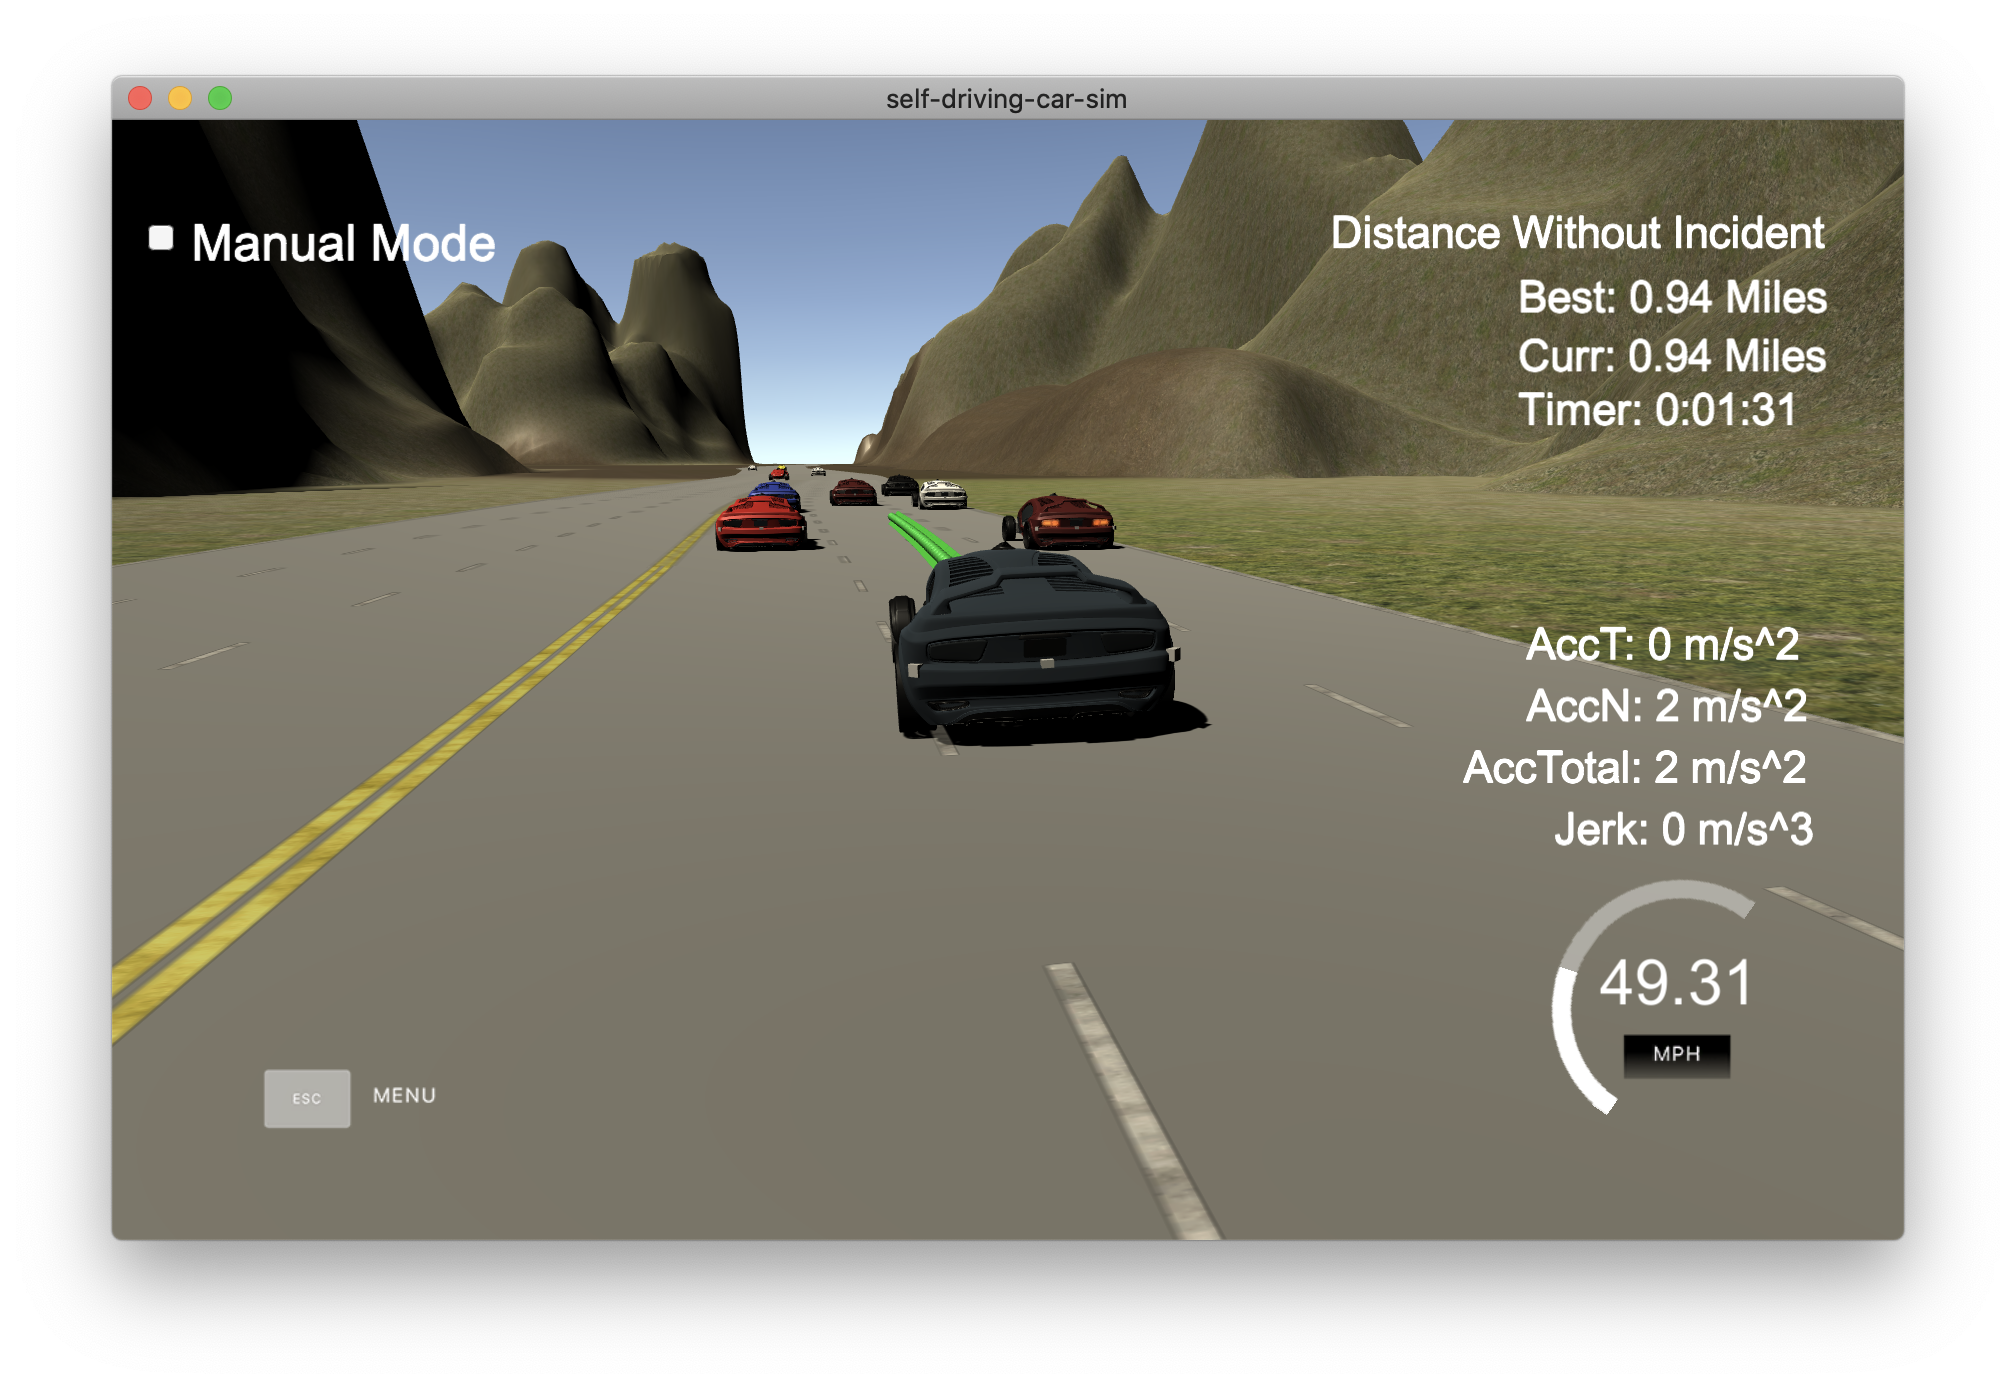 self-driving-car-sim
Manual Mode
Distance Without Incident
Best: 0.94 Miles
Curr: 0.94 Miles
Timer: 0:01:31
AccT: 0 m/s^2
AccN: 2 m/s^2
AccTotal: 2 m/s^2
Jerk: 0 m/s^3
49.31
MPH
ESC MENU